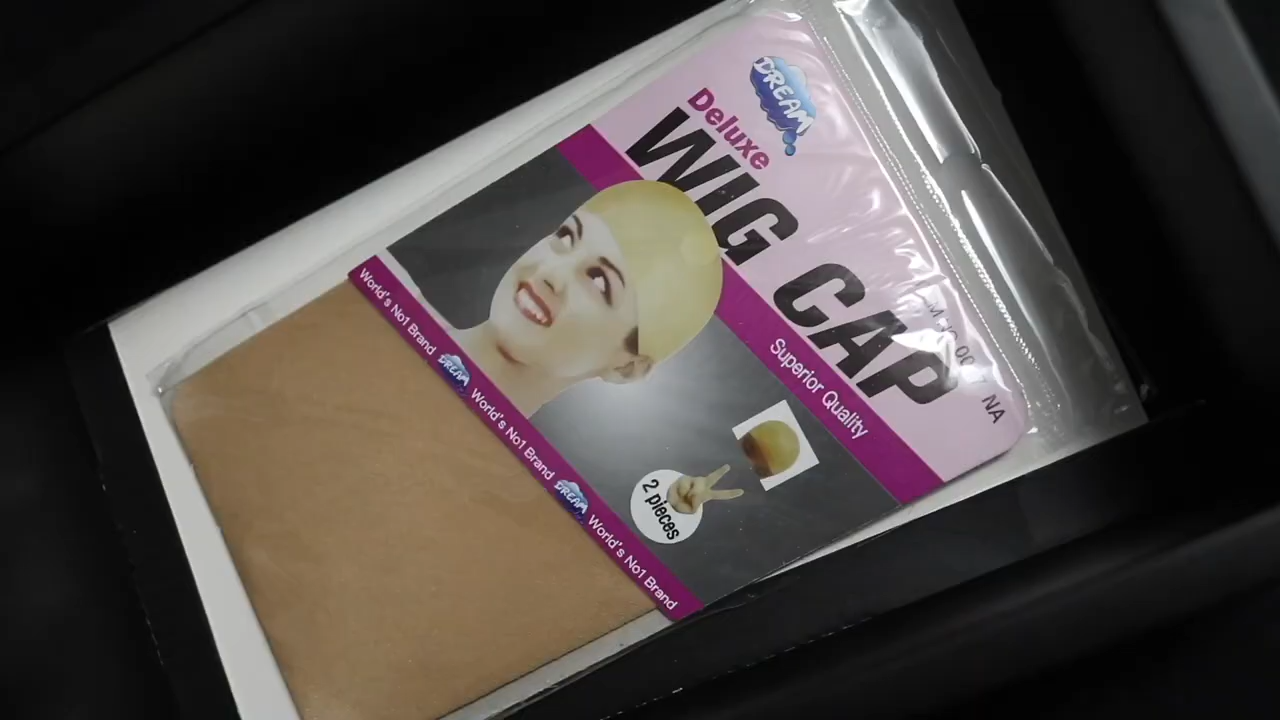 DREAM
Deluxe
WIG CAP
NA
Superior Quality
2 pieces
World's No1 Brand DREAM World's No1 Brand DREAM World's No1 Brand